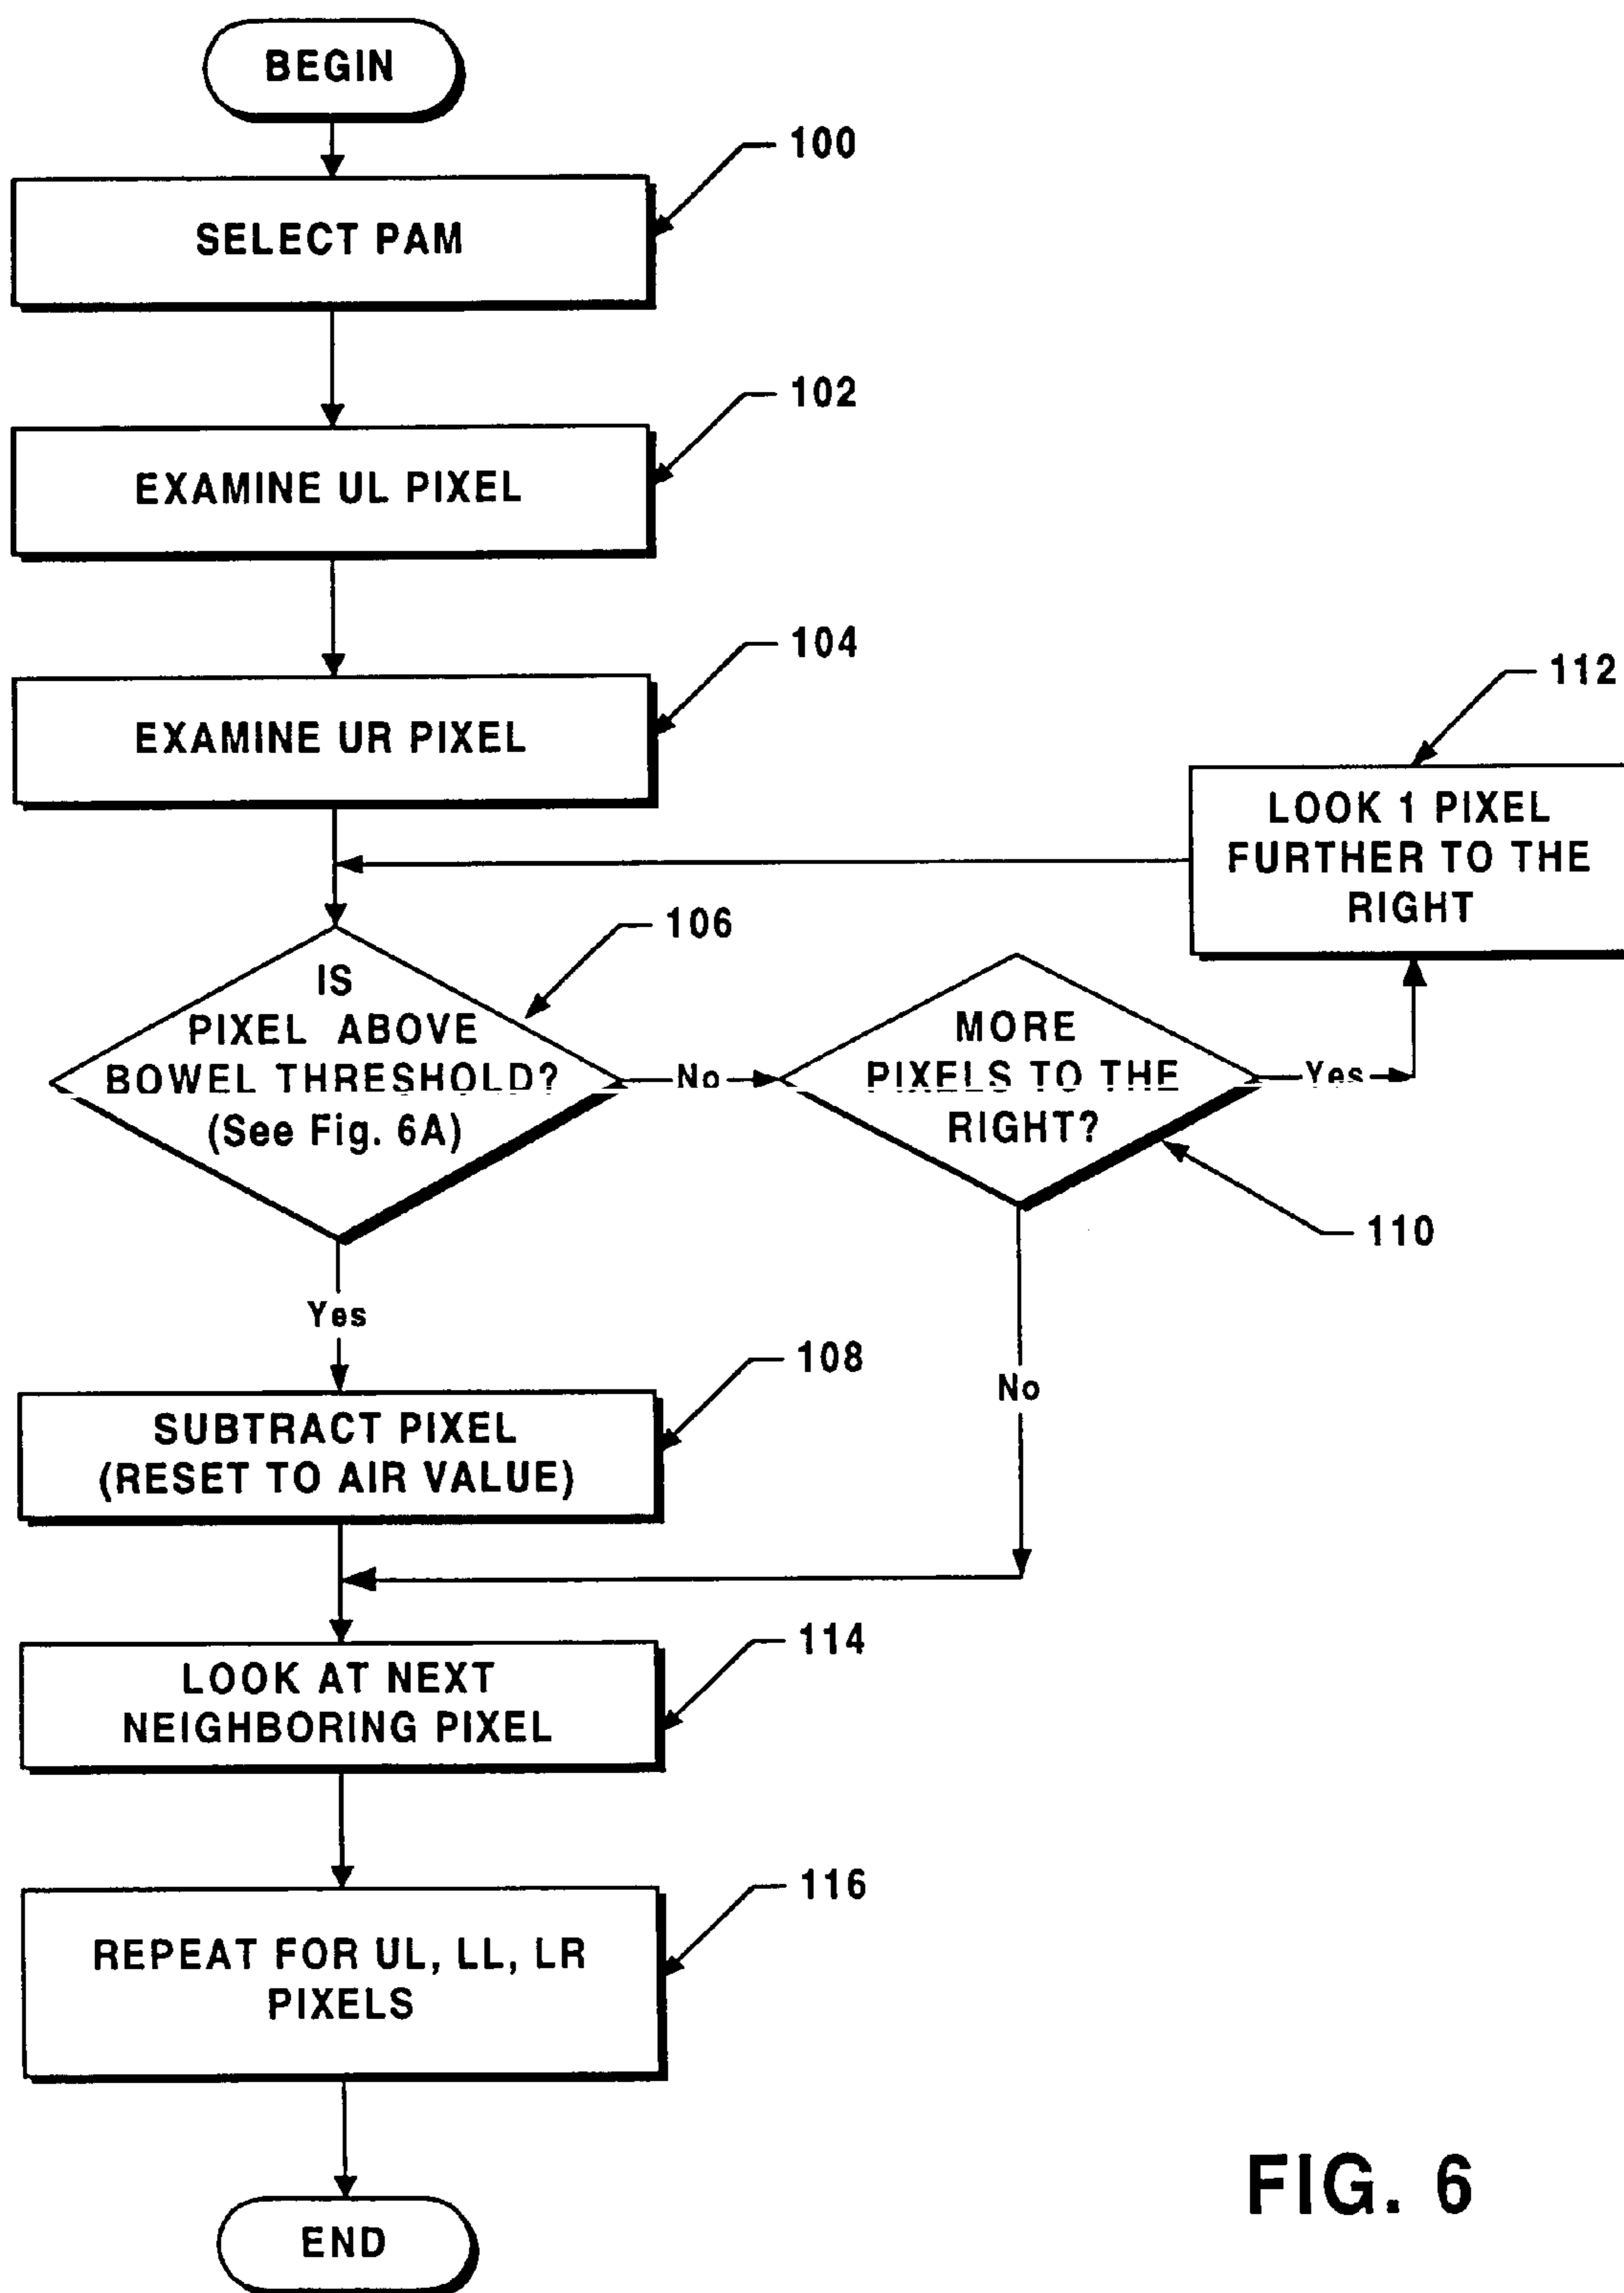 BEGIN
100
SELECT PAM
102
EXAMINE UL PIXEL
104
EXAMINE UR PIXEL
112
LOOK 1 PIXEL
FURTHER TO THE
RIGHT
106
IS
PIXEL ABOVE
BOWEL THRESHOLD?
(See Fig. 6A)
No
MORE
PIXELS TO THE
RIGHT?
Yes
110
Yes
No
108
SUBTRACT PIXEL
(RESET TO AIR VALUE)
114
LOOK AT NEXT
NEIGHBORING PIXEL
116
REPEAT FOR UL, LL, LR
PIXELS
END
FIG. 6